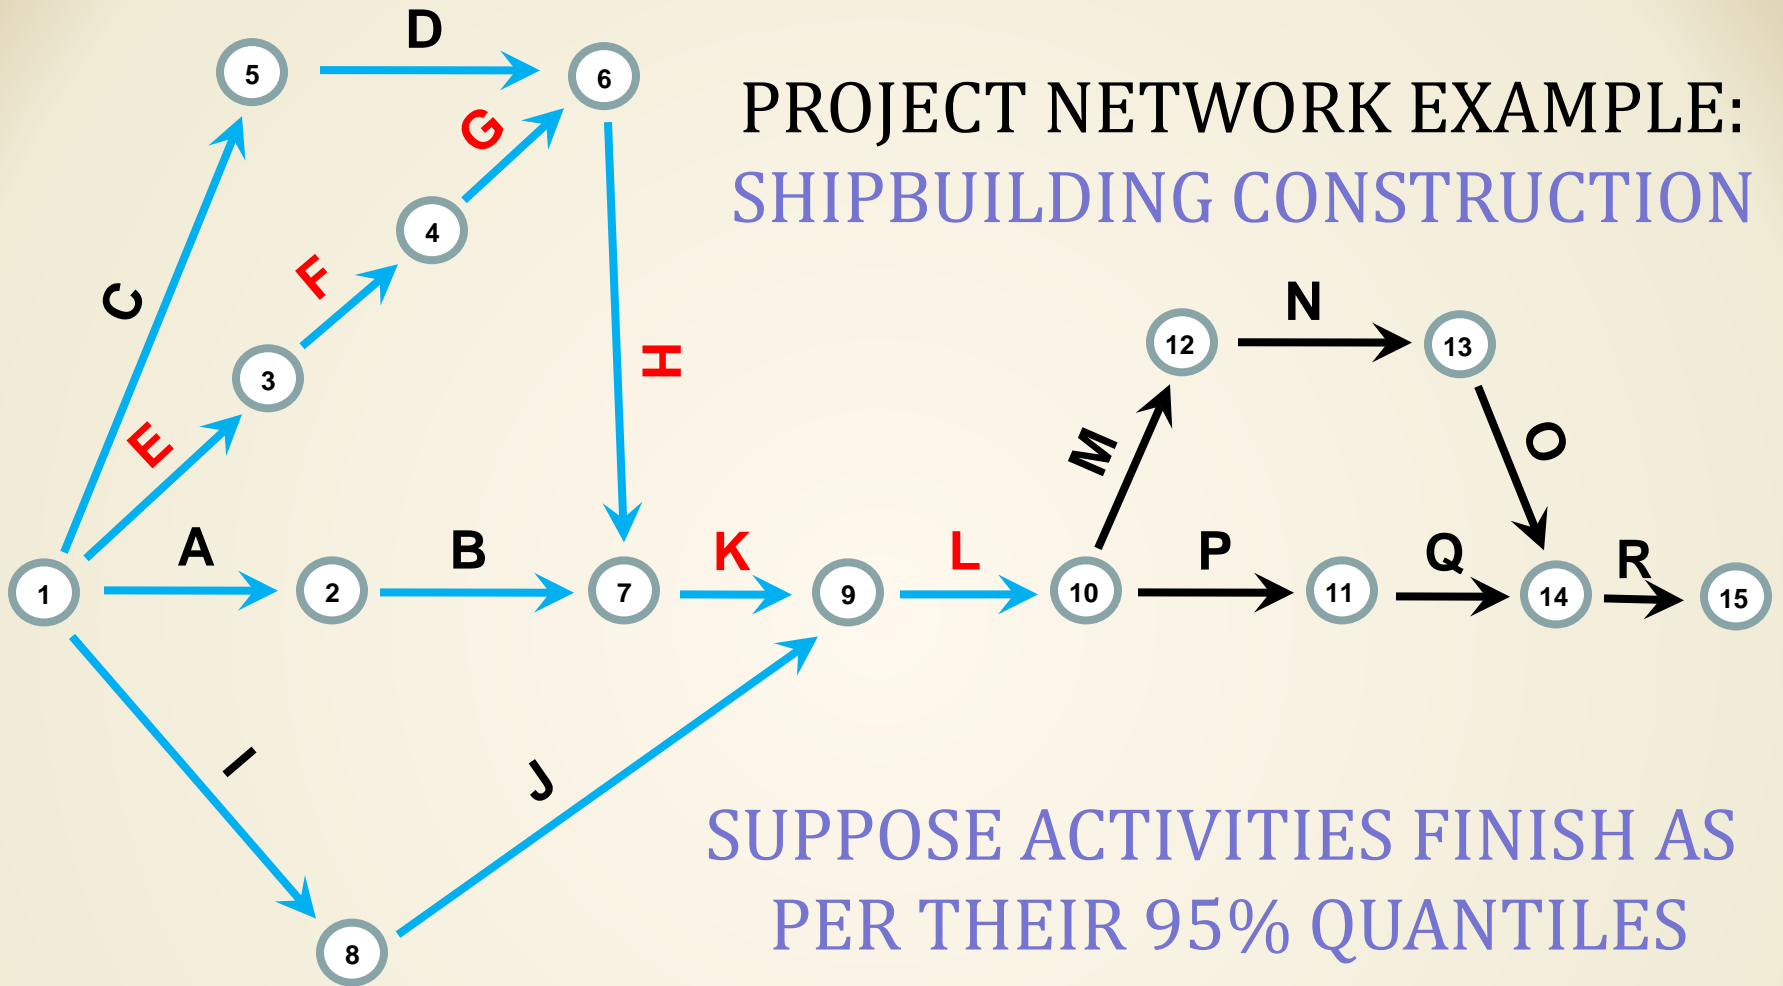 D
5
6
PROJECT NETWORK EXAMPLE:
G
SHIPBUILDING CONSTRUCTION
4
F
C
N
12
13
H
3
E
M
O
A
B
K
L
P
Q
R
1
2
7
9
10
11
14
15
I
J
SUPPOSE ACTIVITIES FINISH AS
PER THEIR 95% QUANTILES
8